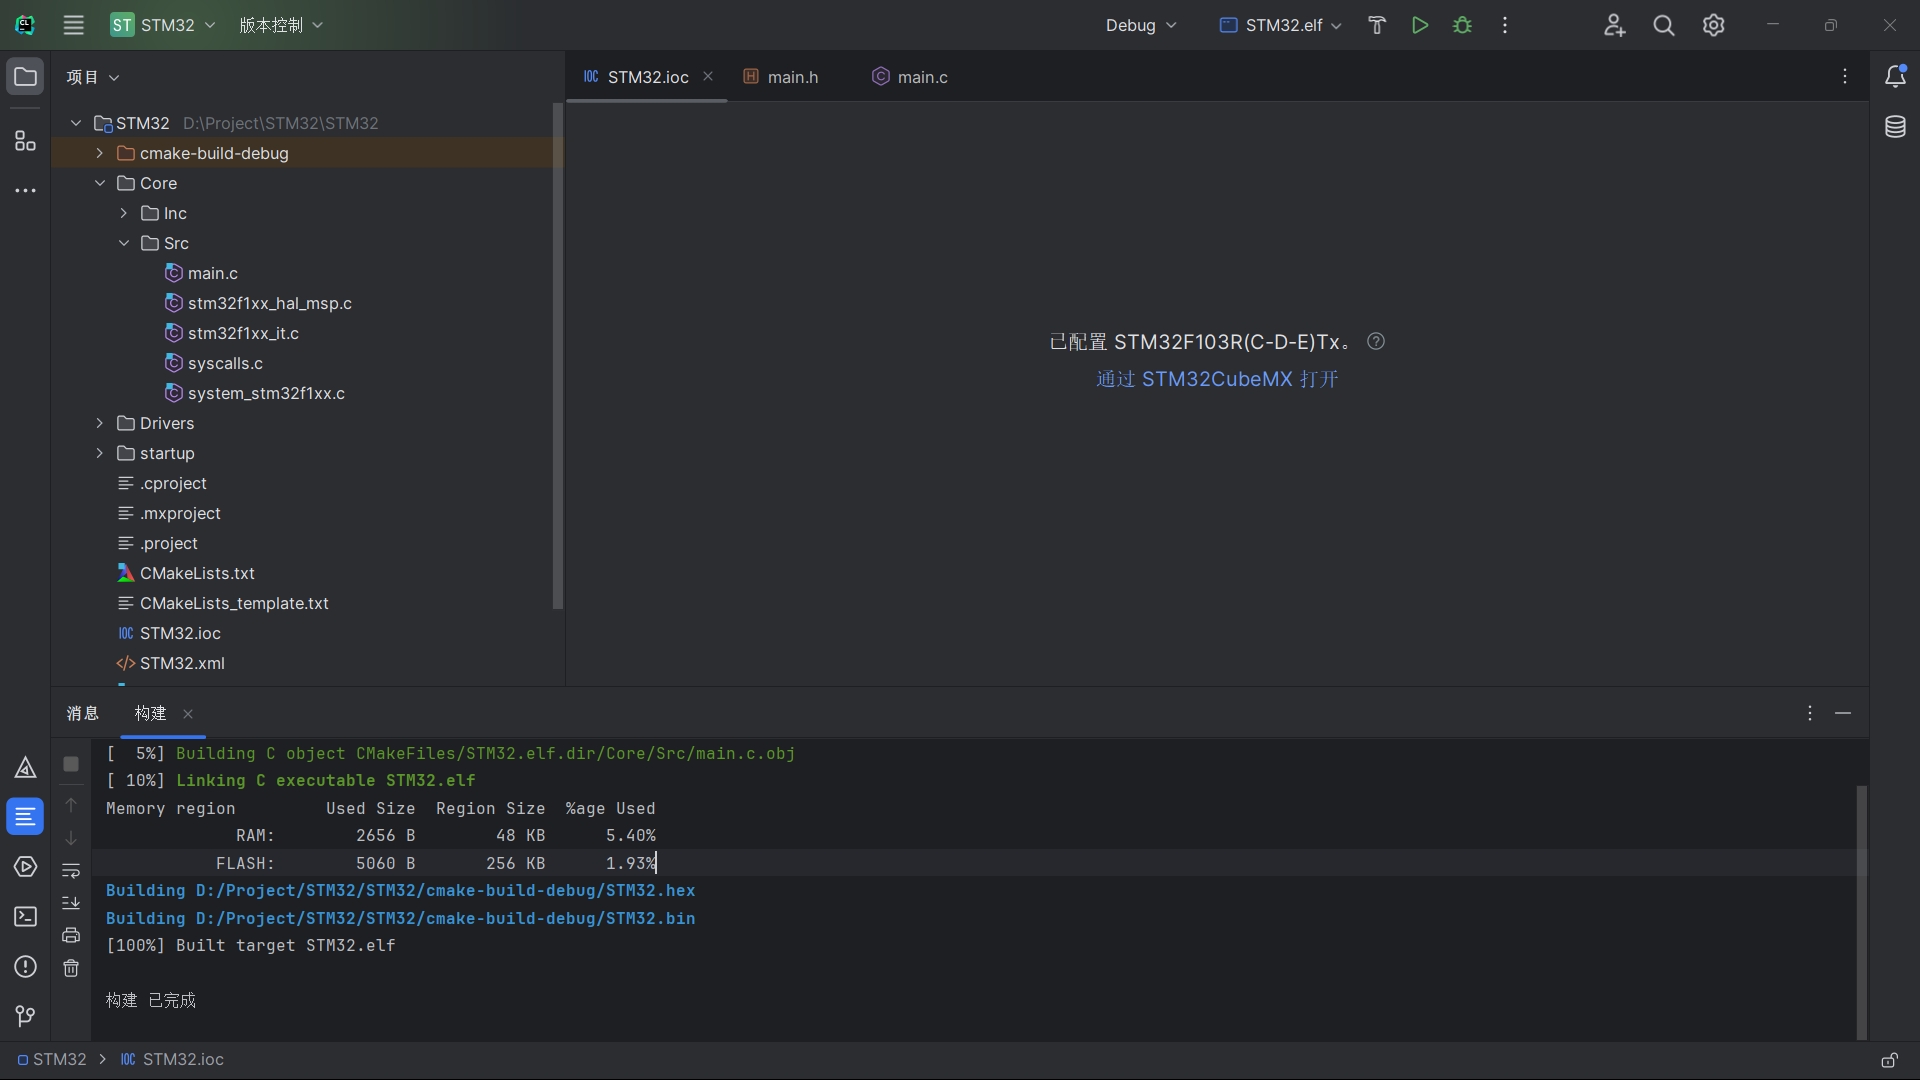 ST STM32 版本控制 Debug STM32.elf
项目
STM32.ioc main.h main.c
STM32 D:\Project\STM32\STM32
cmake-build-debug
Core
Inc
Src
main.c
stm32f1xx_hal_msp.c
stm32f1xx_it.c
syscalls.c
system_stm32f1xx.c
Drivers
startup
.cproject
.mxproject
.project
CMakeLists.txt
CMakeLists_template.txt
IOC STM32.ioc
</> STM32.xml
已配置 STM32F103R(C-D-E)Tx。
通过 STM32CubeMX 打开
消息 构建
[  5%] Building C object CMakeFiles/STM32.elf.dir/Core/Src/main.c.obj
[ 10%] Linking C executable STM32.elf
Memory region         Used Size  Region Size  %age Used
RAM:        2656 B        48 KB      5.40%
FLASH:        5060 B       256 KB      1.93%
Building D:/Project/STM32/STM32/cmake-build-debug/STM32.hex
Building D:/Project/STM32/STM32/cmake-build-debug/STM32.bin
[100%] Built target STM32.elf
构建 已完成
STM32 > IOC STM32.ioc